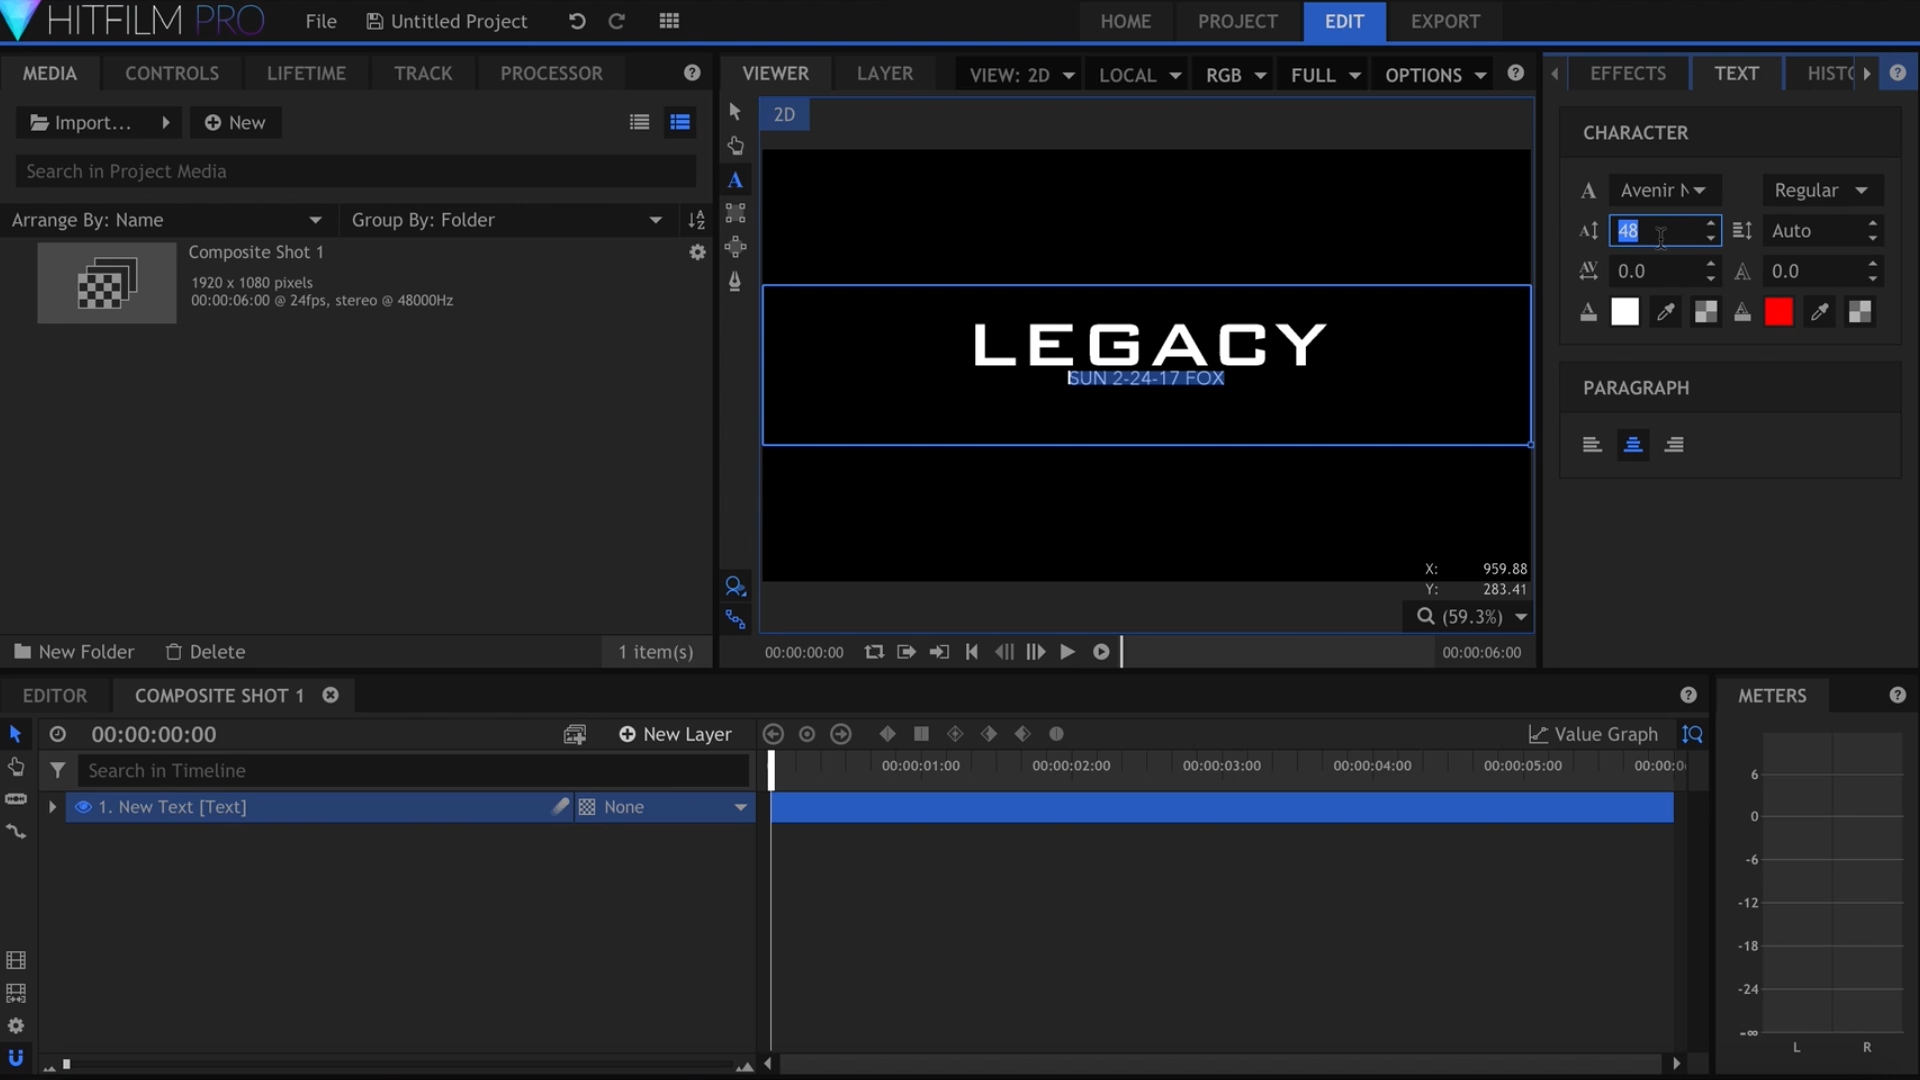 HITFILM PRO
File
Untitled Project
HOME
PROJECT
EDIT
EXPORT
MEDIA
CONTROLS
LIFETIME
TRACK
PROCESSOR
?
VIEWER
LAYER
VIEW: 2D
LOCAL
RGB
FULL
OPTIONS
?
EFFECTS
TEXT
HISTO
?
Import...
New
Search in Project Media
Arrange By: Name
Group By: Folder
Composite Shot 1
1920 x 1080 pixels
00:00:06:00 @ 24fps, stereo @ 48000Hz
2D
A
LEGACY
SUN 2-24-17 FOX
X: 959.88
Y: 283.41
(59.3%)
CHARACTER
Avenir N
Regular
48
Auto
0.0
0.0
PARAGRAPH
New Folder
Delete
1 item(s)
00:00:00:00
00:00:06:00
EDITOR
COMPOSITE SHOT 1
?
METERS
?
00:00:00:00
New Layer
Value Graph
Search in Timeline
00:00:01:00
00:00:02:00
00:00:03:00
00:00:04:00
00:00:05:00
00:00:0
1. New Text [Text]
None
6
0
-6
-12
-18
-24
-∞
L
R